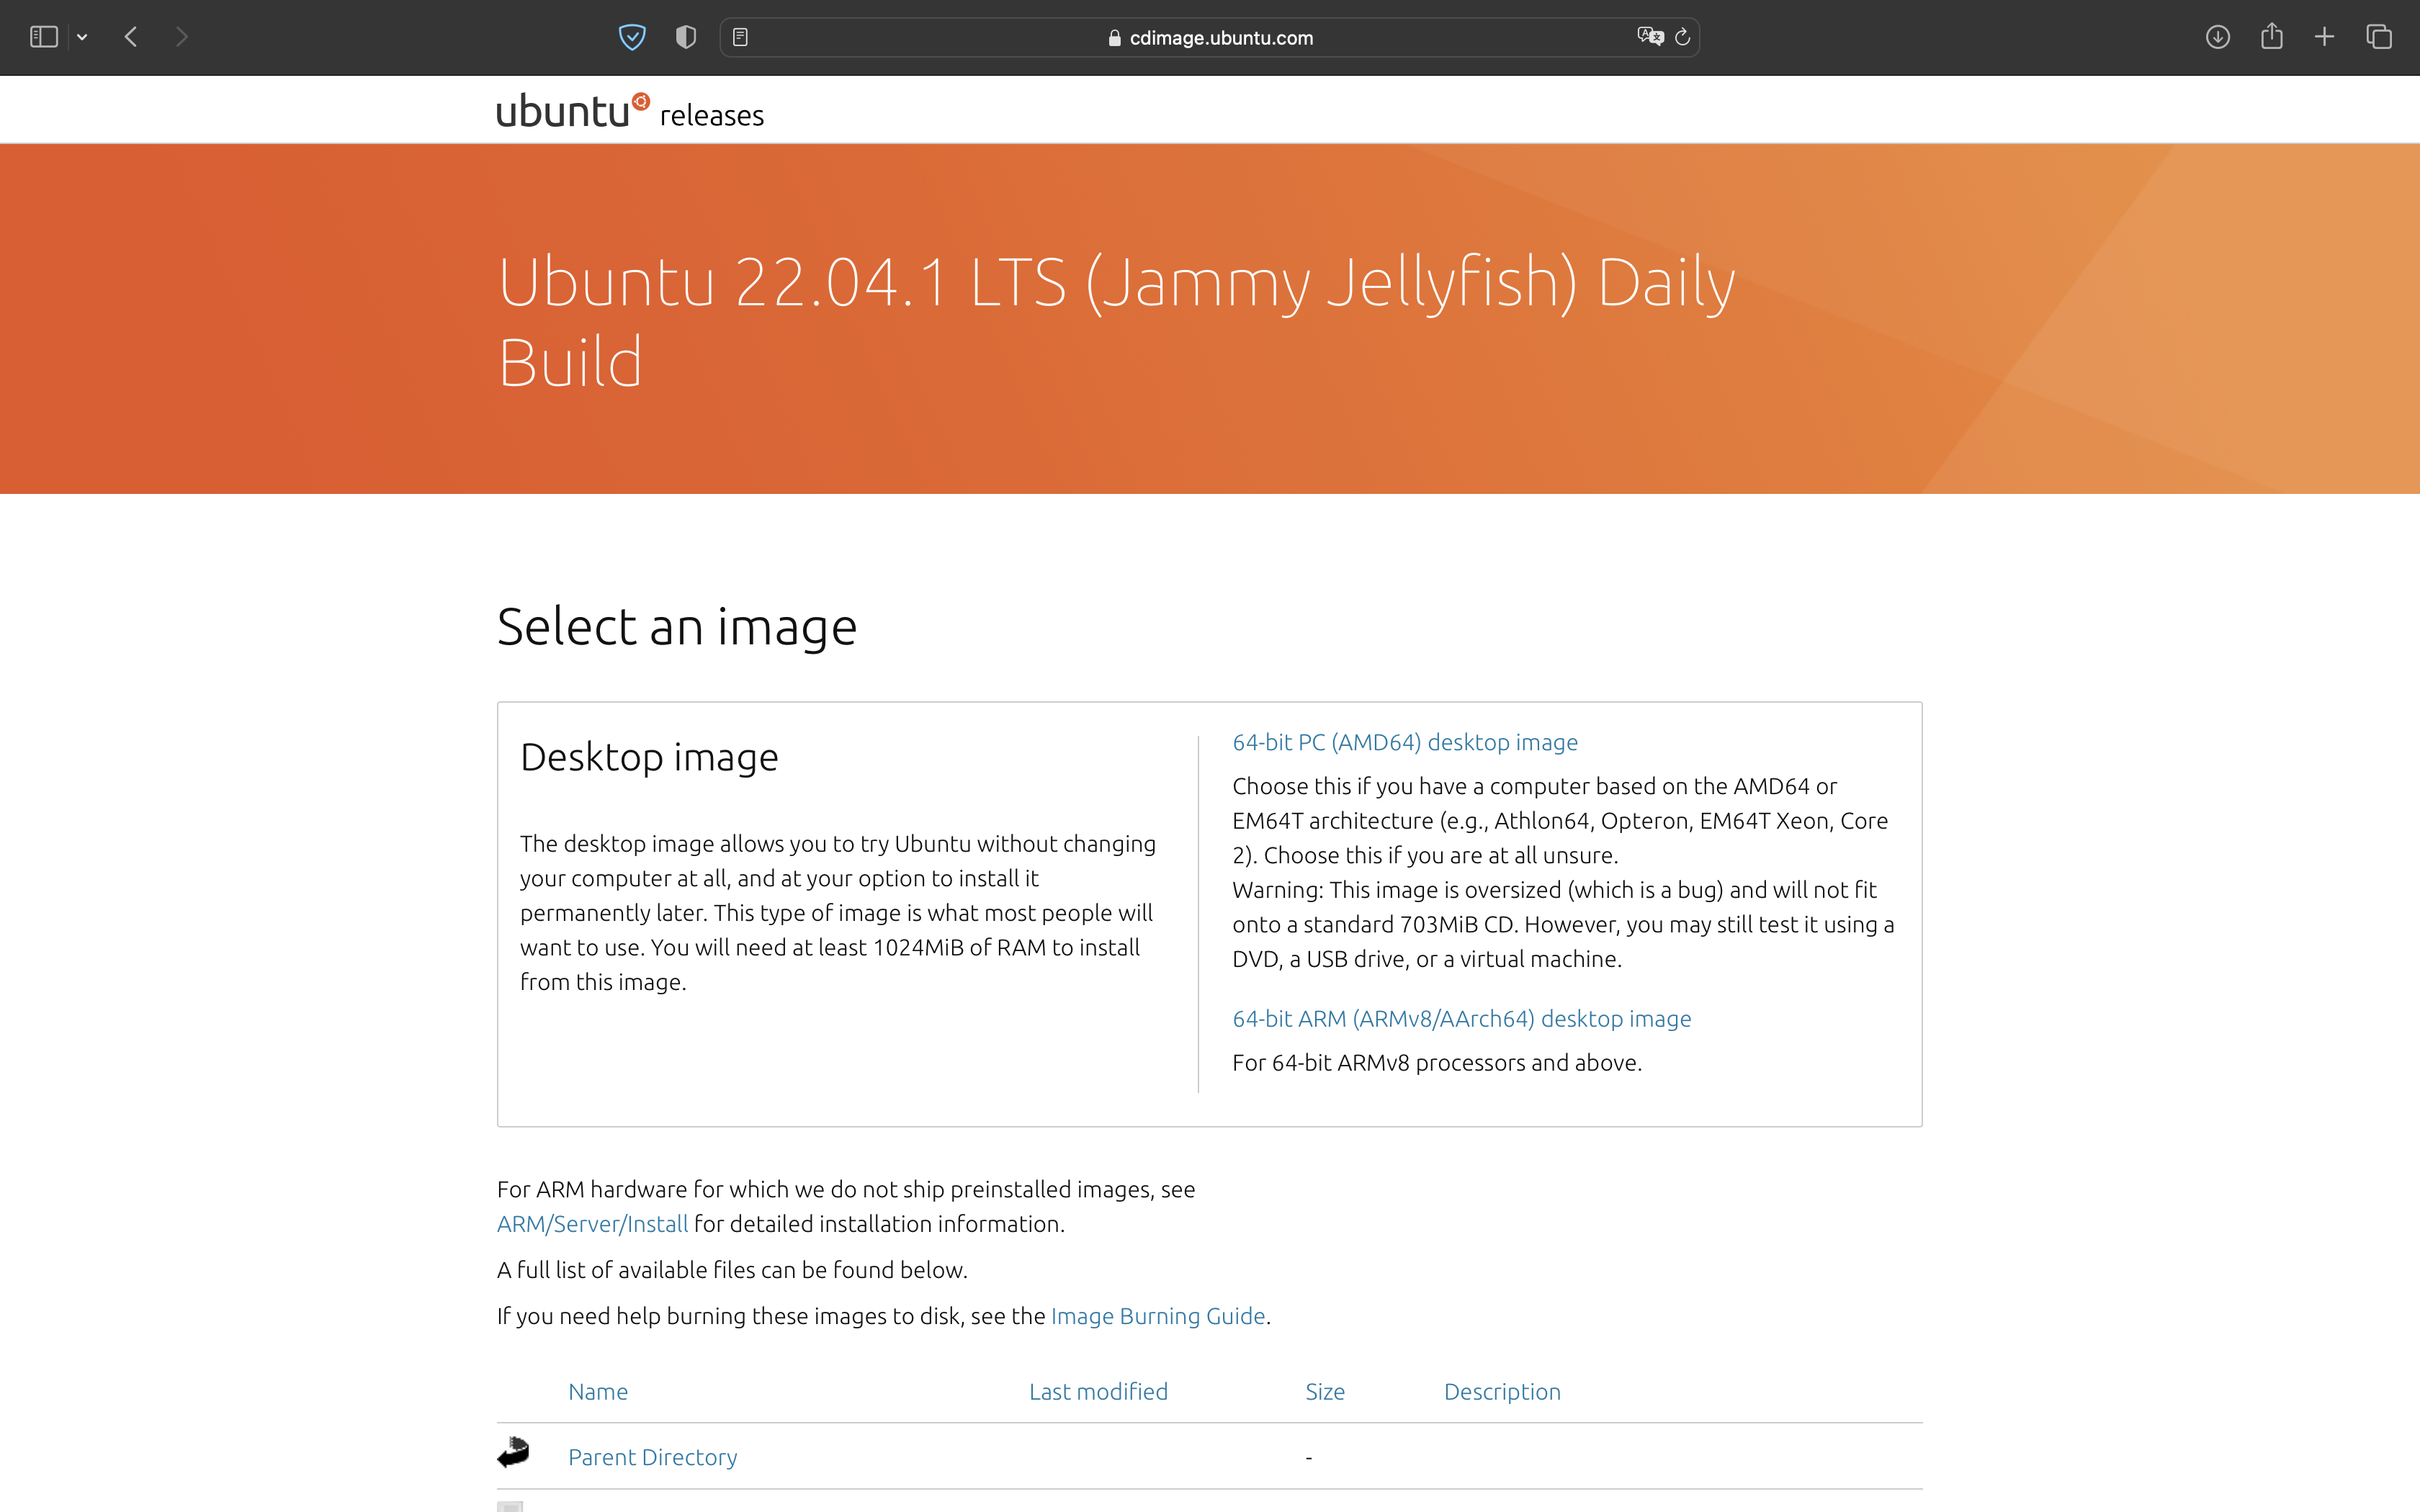 cdimage.ubuntu.com
ubuntu releases
Ubuntu 22.04.1 LTS (Jammy Jellyfish) Daily
Build
Select an image
Desktop image
The desktop image allows you to try Ubuntu without changing
your computer at all, and at your option to install it
permanently later. This type of image is what most people will
want to use. You will need at least 1024MiB of RAM to install
from this image.
64-bit PC (AMD64) desktop image
Choose this if you have a computer based on the AMD64 or
EM64T architecture (e.g., Athlon64, Opteron, EM64T Xeon, Core
2). Choose this if you are at all unsure.
Warning: This image is oversized (which is a bug) and will not fit
onto a standard 703MiB CD. However, you may still test it using a
DVD, a USB drive, or a virtual machine.
64-bit ARM (ARMv8/AArch64) desktop image
For 64-bit ARMv8 processors and above.
For ARM hardware for which we do not ship preinstalled images, see
ARM/Server/Install for detailed installation information.
A full list of available files can be found below.
If you need help burning these images to disk, see the Image Burning Guide.
Name Last modified Size Description
Parent Directory -